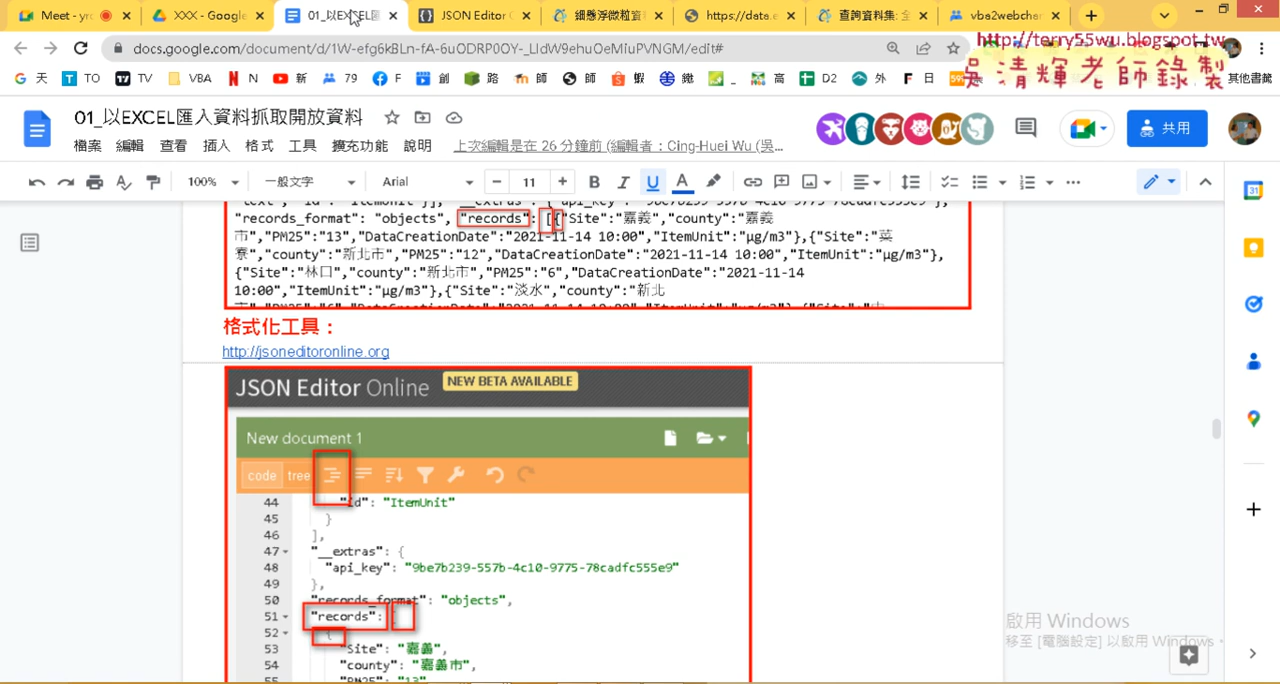 Meet - yro
XXX - Google
01_以EXCEL匯
JSON Editor O
細懸浮微粒資
https://data.e
查詢資料集: 全
vba2webchar
docs.google.com/document/d/1W-efg6kBLn-fA-6uODRP0OY-_LIdW9ehuOeMiuPVNGM/edit#
http://terry55wu.blogspot.tw
吳清輝老師錄製
天
TO
TV
VBA
N
新
79
F
創
路
師
師
蝦
高
D2
外
日
其他書籤
01_以EXCEL匯入資料抓取開放資料
共用
檔案 編輯 查看 插入 格式 工具 擴充功能 說明
上次編輯是在 26 分鐘前 (編輯者：Cing-Huei Wu (吳...
100% 一般文字 Arial 11 B I U A
"records_format": "objects", "records": [{"Site":"嘉義","county":"嘉義
市","PM25":"13","DataCreationDate":"2021-11-14 10:00","ItemUnit":"μg/m3"},{"Site":"菜
寮","county":"新北市","PM25":"12","DataCreationDate":"2021-11-14 10:00","ItemUnit":"μg/m3"},
{"Site":"林口","county":"新北市","PM25":"6","DataCreationDate":"2021-11-14
10:00","ItemUnit":"μg/m3"},{"Site":"淡水","county":"新北
格式化工具：
http://jsoneditoronline.org
JSON Editor Online NEW BETA AVAILABLE
New document 1
code tree
44 "id": "ItemUnit"
45 }
46 ],
47 "__extras": {
48 "api_key": "9be7b239-557b-4c10-9775-78cadfc555e9"
49 },
50 "records_format": "objects",
51 "records": [
52 {
53 "Site": "嘉義",
54 "county": "嘉義市",
55 "PM25": "13"
啟用 Windows
移至 [電腦設定] 以啟用 Windows。